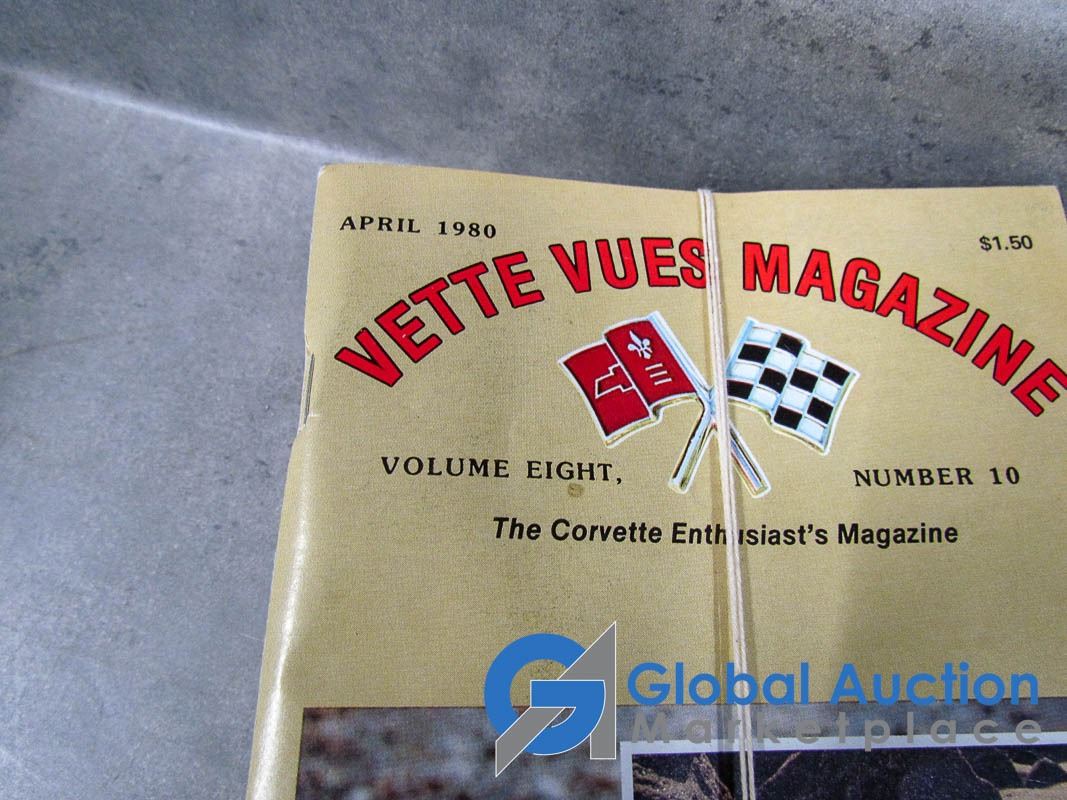 APRIL 1980
$1.50
VETTE VUES MAGAZINE
VOLUME EIGHT, NUMBER 10
The Corvette Enthusiast's Magazine
Global Auction
Marketplace